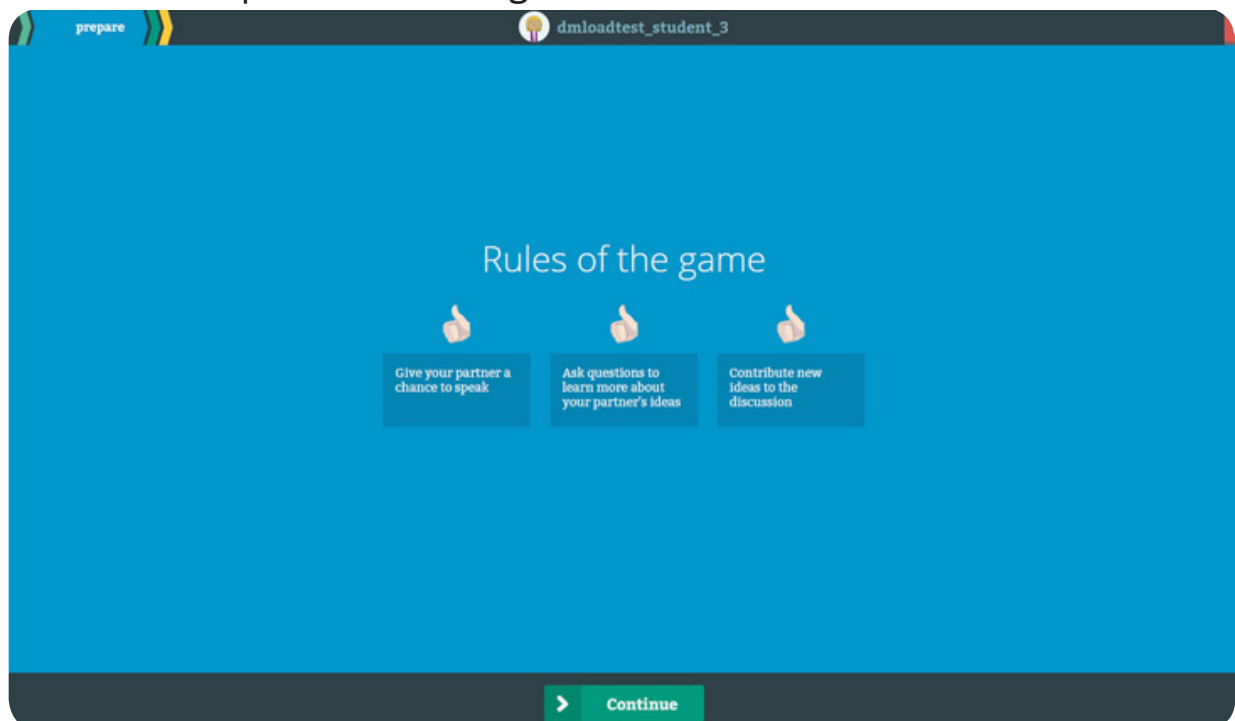 prepare
dmloadtest_student_3
Rules of the game
Give your partner a
chance to speak
Ask questions to
learn more about
your partner's ideas
Contribute new
ideas to the
discussion
Continue